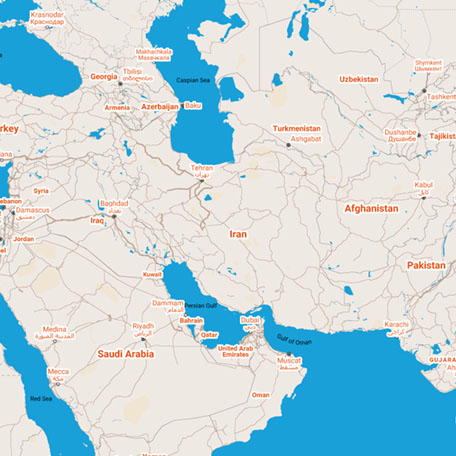 Krasnodar
Краснодар
Shymkent
Шымкент
Makhachkala
Махачкала
Georgia
Tbilisi
თბილისი
Caspian Sea
Uzbekistan
Tashkent
Armenia
Azerbaijan
Baku
Turkmenistan
Ashgabat
Dushanbe
Душанбе
Tajikista
rkey
Tehran
تهران
Syria
Baghdad
بغداد
Kabul
کابل
ebanon
Damascus
دمشق
Iraq
Iran
Afghanistan
Jordan
el
Pakistan
Kuwait
Dammam
الدمام
Persian Gulf
Bahrain
Qatar
Dubai
دبي
United Arab
Emirates
Gulf of Oman
Karachi
کراچی
Medina
المدينة المنورة
Riyadh
الرياض
Saudi Arabia
Muscat
مسقط
GUJARA
Ah
Mecca
مكة
Red Sea
Oman